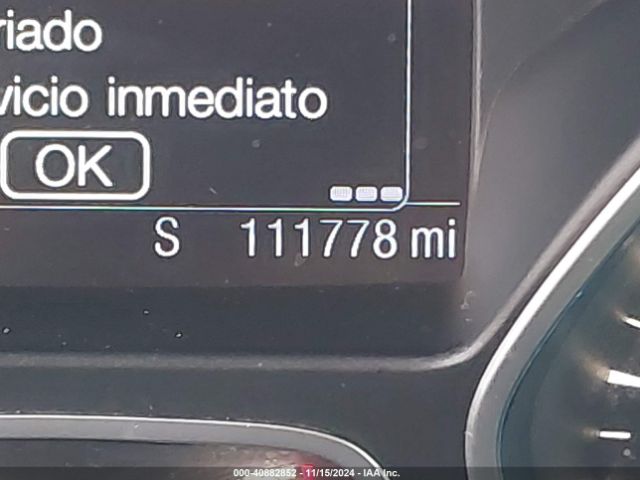 riado
vicio inmediato
OK
S 111778 mi
000-40882852 - 11/15/2024 - IAA Inc.